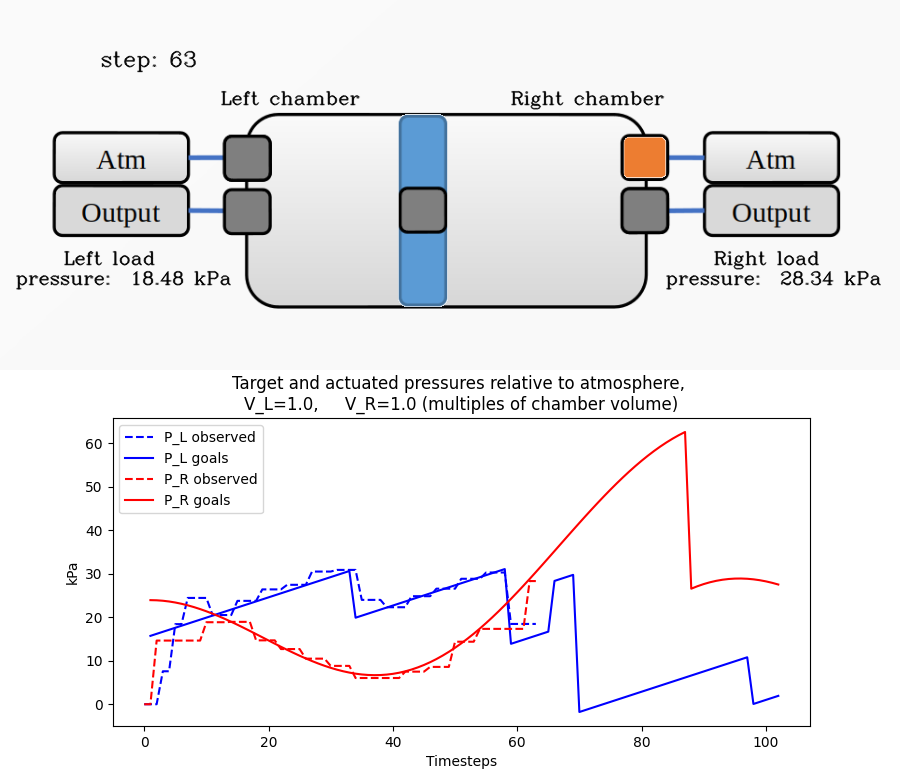 step: 63
Left chamber
Right chamber
Atm
Atm
Output
Output
Left load
pressure: 18.48 kPa
Right load
pressure: 28.34 kPa
Target and actuated pressures relative to atmosphere,
V_L=1.0, V_R=1.0 (multiples of chamber volume)
P_L observed
P_L goals
P_R observed
P_R goals
kPa
60
50
40
30
20
10
0
0 20 40 60 80 100
Timesteps